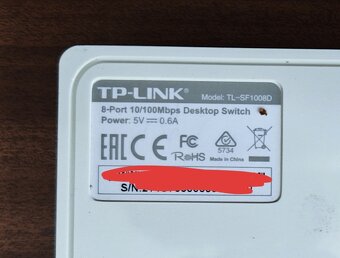 TP-LINK Model: TL-SF1008D
8-Port 10/100Mbps Desktop Switch
Power: 5V ⎓ 0.6A
EAC CE FC
5734
RoHS Made in China
S/N: